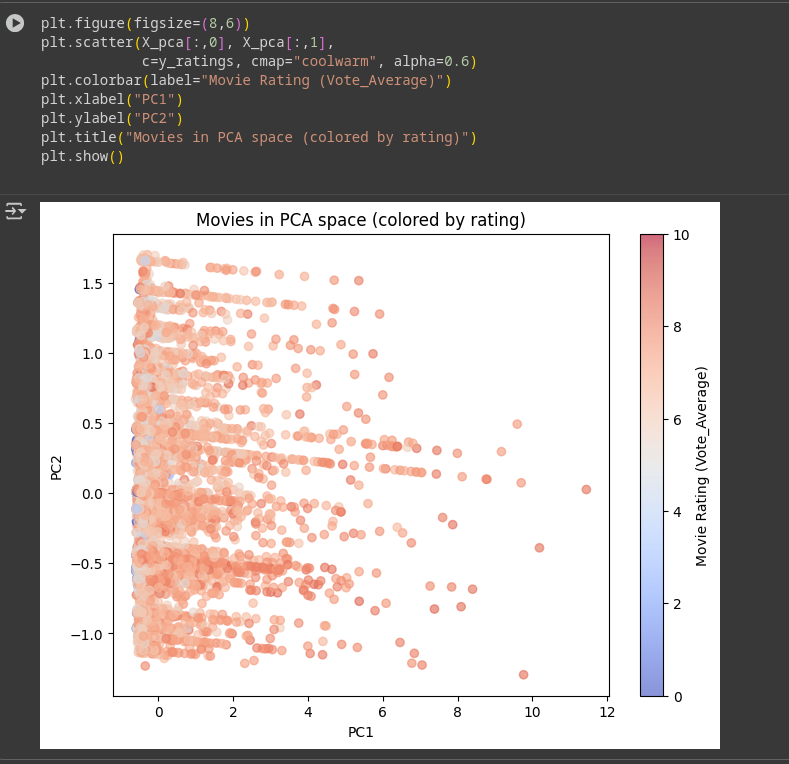 plt.figure(figsize=(8,6))
plt.scatter(X_pca[:,0], X_pca[:,1],
            c=y_ratings, cmap="coolwarm", alpha=0.6)
plt.colorbar(label="Movie Rating (Vote_Average)")
plt.xlabel("PC1")
plt.ylabel("PC2")
plt.title("Movies in PCA space (colored by rating)")
plt.show()
Movies in PCA space (colored by rating)
1.5
1.0
0.5
0.0
−0.5
−1.0
PC2
0 2 4 6 8 10 12
PC1
10
8
6
4
2
0
Movie Rating (Vote_Average)